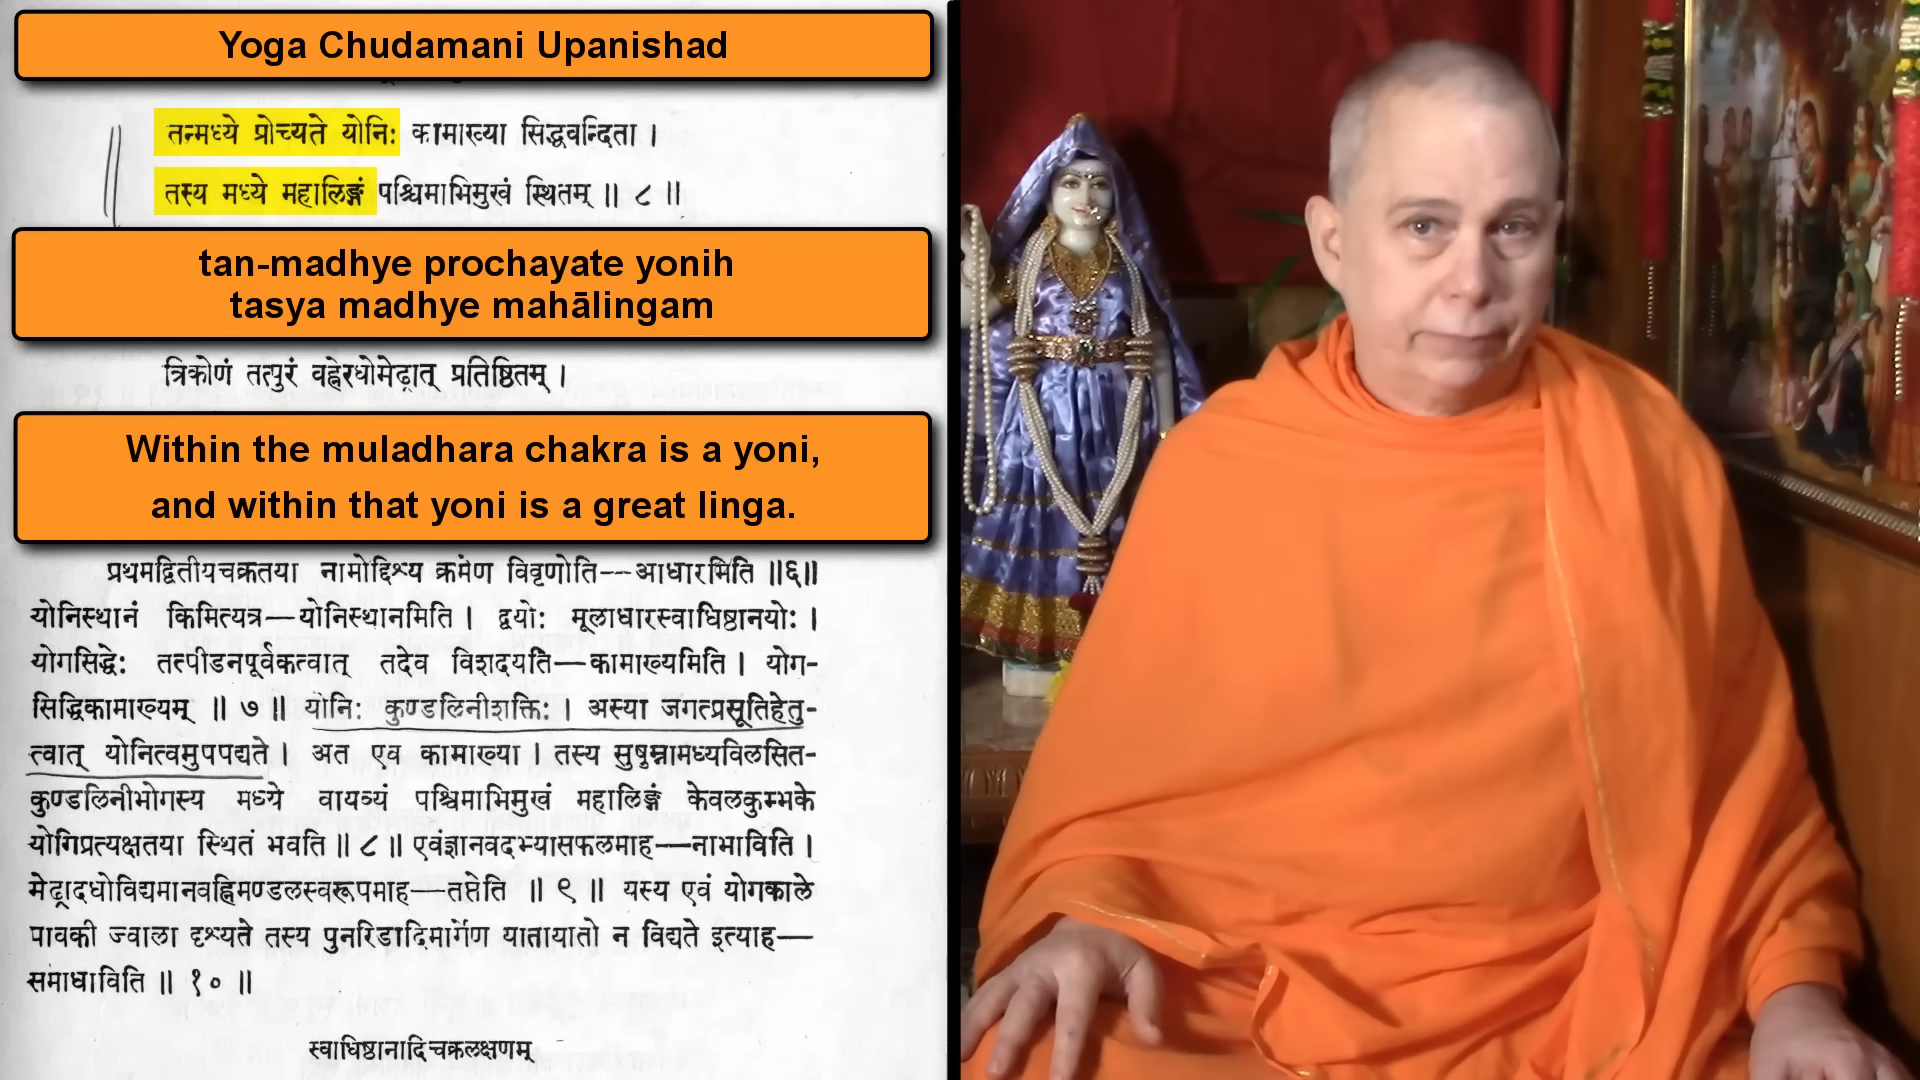 Yoga Chudamani Upanishad
तन्मध्ये प्रोच्यते योनिः कामाख्या सिद्धवन्दिता ।
तस्य मध्ये महालिङ्गं पश्चिमाभिमुखं स्थितम् ॥ ८ ॥
tan-madhye prochayate yonih
tasya madhye mahālingam
त्रिकोणं तत्पुरं वह्नेरधोमेढ्रात् प्रतिष्ठितम् ।
Within the muladhara chakra is a yoni,
and within that yoni is a great linga.
प्रथमद्वितीयचक्रतया नामोद्दिश्य क्रमेण विवृणोति—आधारमिति ॥६॥
योनिस्थानं किमित्यत्र—योनिस्थानमिति । द्वयोः मूलाधारस्वाधिष्ठानयोः ।
योगसिद्धेः तत्पीडनपूर्वकत्वात् तदेव विशदयति—कामाख्यमिति । योग-
सिद्धिकामाख्यम् ॥ ७ ॥ योनिः कुण्डलिनीशक्तिः । अस्या जगत्प्रसूतिहेतु-
त्वात् योनित्वमुपपद्यते । अत एव कामाख्या । तस्य सुषुम्नामध्यविलसित-
कुण्डलिनीभोगस्य मध्ये वायव्यं पश्चिमाभिमुखं महालिङ्गं केवलकुम्भके
योगिप्रत्यक्षतया स्थितं भवति ॥ ८ ॥ एवंज्ञानवदभ्यासफलमाह—नाभाविति ।
मेढ्रादधोविद्यमानवह्निमण्डलस्वरूपमाह—तप्तेति ॥ ९ ॥ यस्य एवं योगकाले
पावकी ज्वाला दृश्यते तस्य पुनरिडादिमार्गेण यातायातो न विद्यते इत्याह—
समाधाविति ॥ १० ॥
स्वाधिष्ठानादिचक्रलक्षणम्